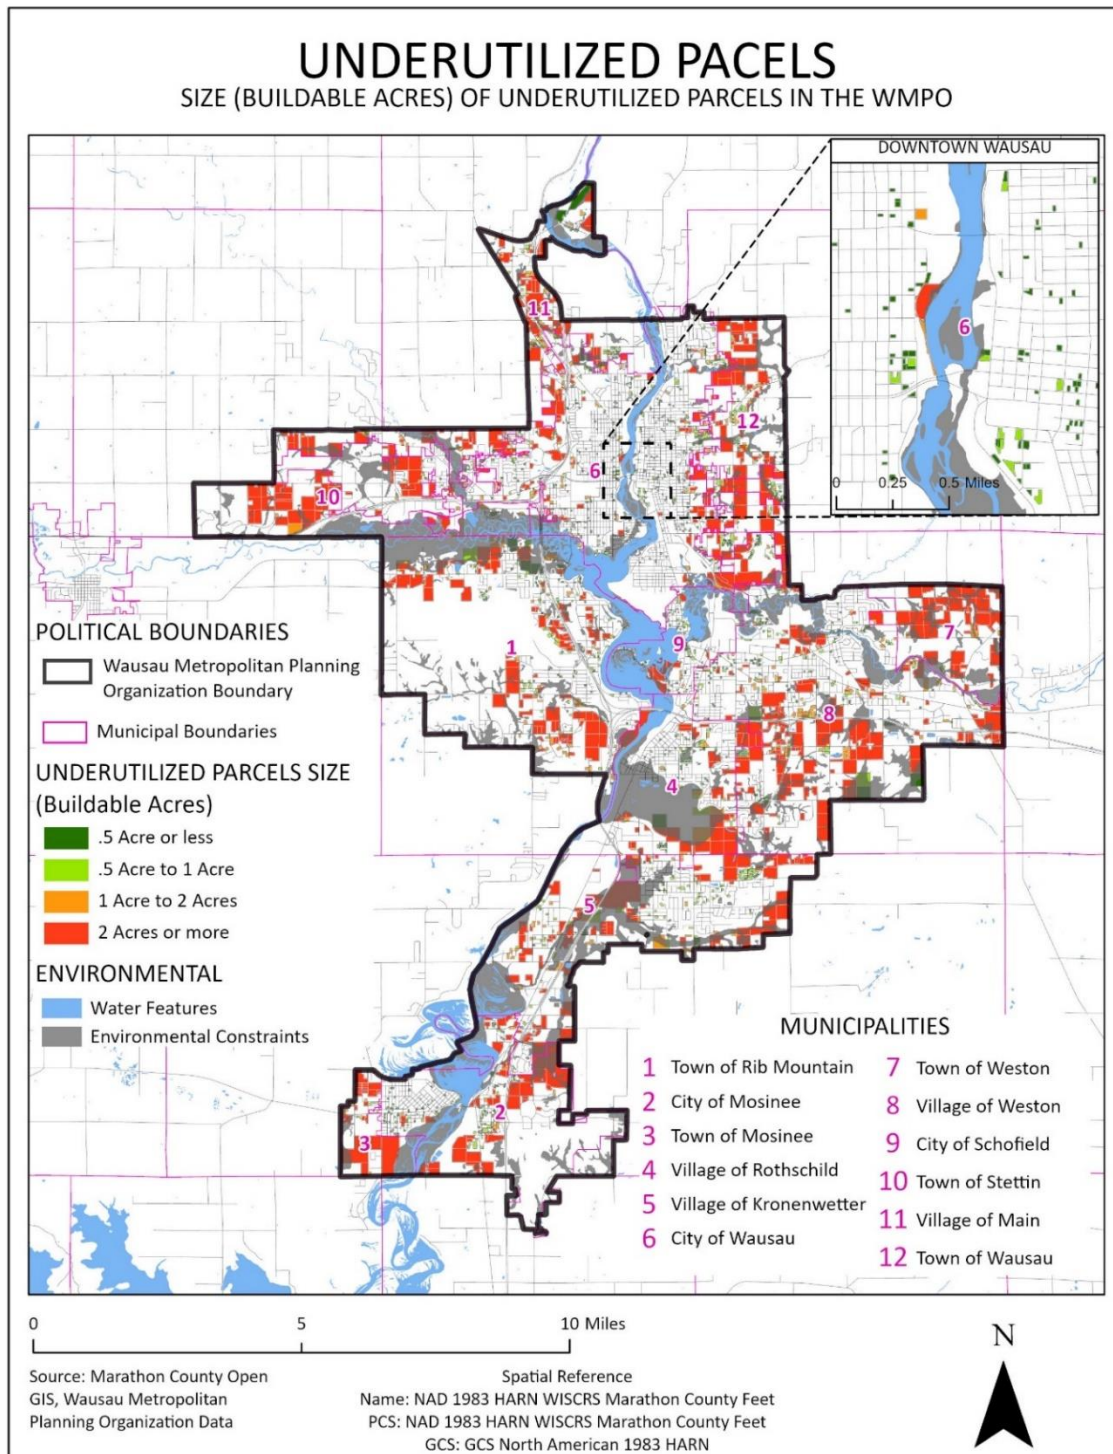 UNDERUTILIZED PACELS
SIZE (BUILDABLE ACRES) OF UNDERUTILIZED PARCELS IN THE WMPO
DOWNTOWN WAUSAU
6
0 0.25 0.5 Miles
11
12
6
10
7
9
1
8
4
5
2
3
POLITICAL BOUNDARIES
Wausau Metropolitan Planning
Organization Boundary
Municipal Boundaries
UNDERUTILIZED PARCELS SIZE
(Buildable Acres)
.5 Acre or less
.5 Acre to 1 Acre
1 Acre to 2 Acres
2 Acres or more
ENVIRONMENTAL
Water Features
Environmental Constraints
MUNICIPALITIES
1 Town of Rib Mountain
2 City of Mosinee
3 Town of Mosinee
4 Village of Rothschild
5 Village of Kronenwetter
6 City of Wausau
7 Town of Weston
8 Village of Weston
9 City of Schofield
10 Town of Stettin
11 Village of Main
12 Town of Wausau
0 5 10 Miles
N
Source: Marathon County Open
GIS, Wausau Metropolitan
Planning Organization Data
Spatial Reference
Name: NAD 1983 HARN WISCRS Marathon County Feet
PCS: NAD 1983 HARN WISCRS Marathon County Feet
GCS: GCS North American 1983 HARN